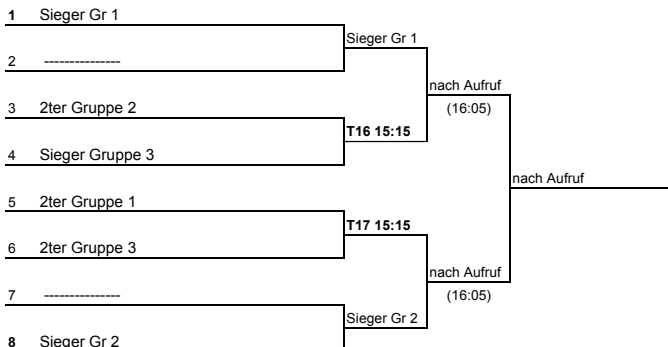 1 Sieger Gr 1
Sieger Gr 1
2 ---------------
nach Aufruf
3 2ter Gruppe 2
(16:05)
T16 15:15
4 Sieger Gruppe 3
nach Aufruf
5 2ter Gruppe 1
T17 15:15
6 2ter Gruppe 3
nach Aufruf
7 ---------------
(16:05)
Sieger Gr 2
8 Sieger Gr 2